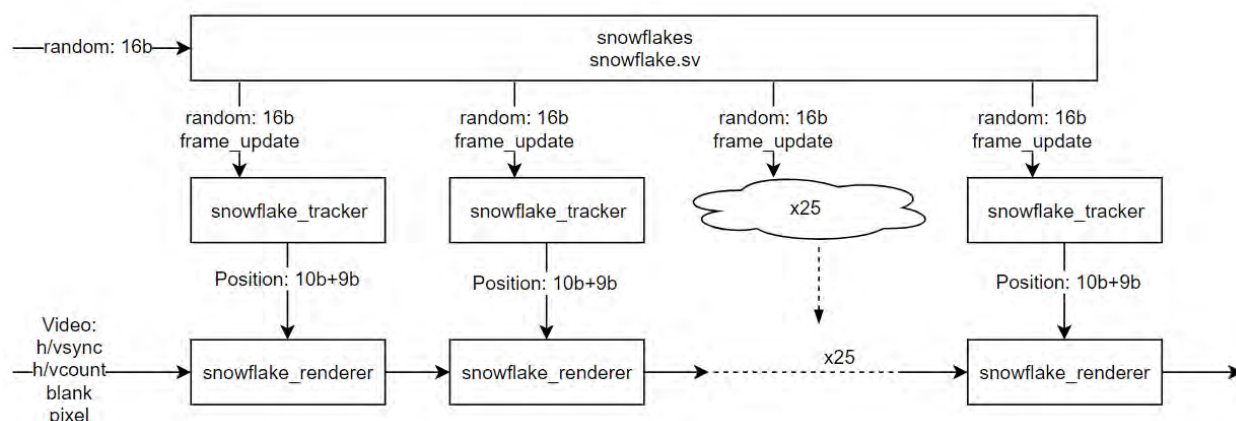 random: 16b
snowflakes
snowflake.sv
random: 16b
frame_update
random: 16b
frame_update
random: 16b
frame_update
random: 16b
frame_update
snowflake_tracker
snowflake_tracker
x25
snowflake_tracker
Position: 10b+9b
Position: 10b+9b
Position: 10b+9b
Video:
h/vsync
h/vcount
blank
pixel
snowflake_renderer
snowflake_renderer
x25
snowflake_renderer